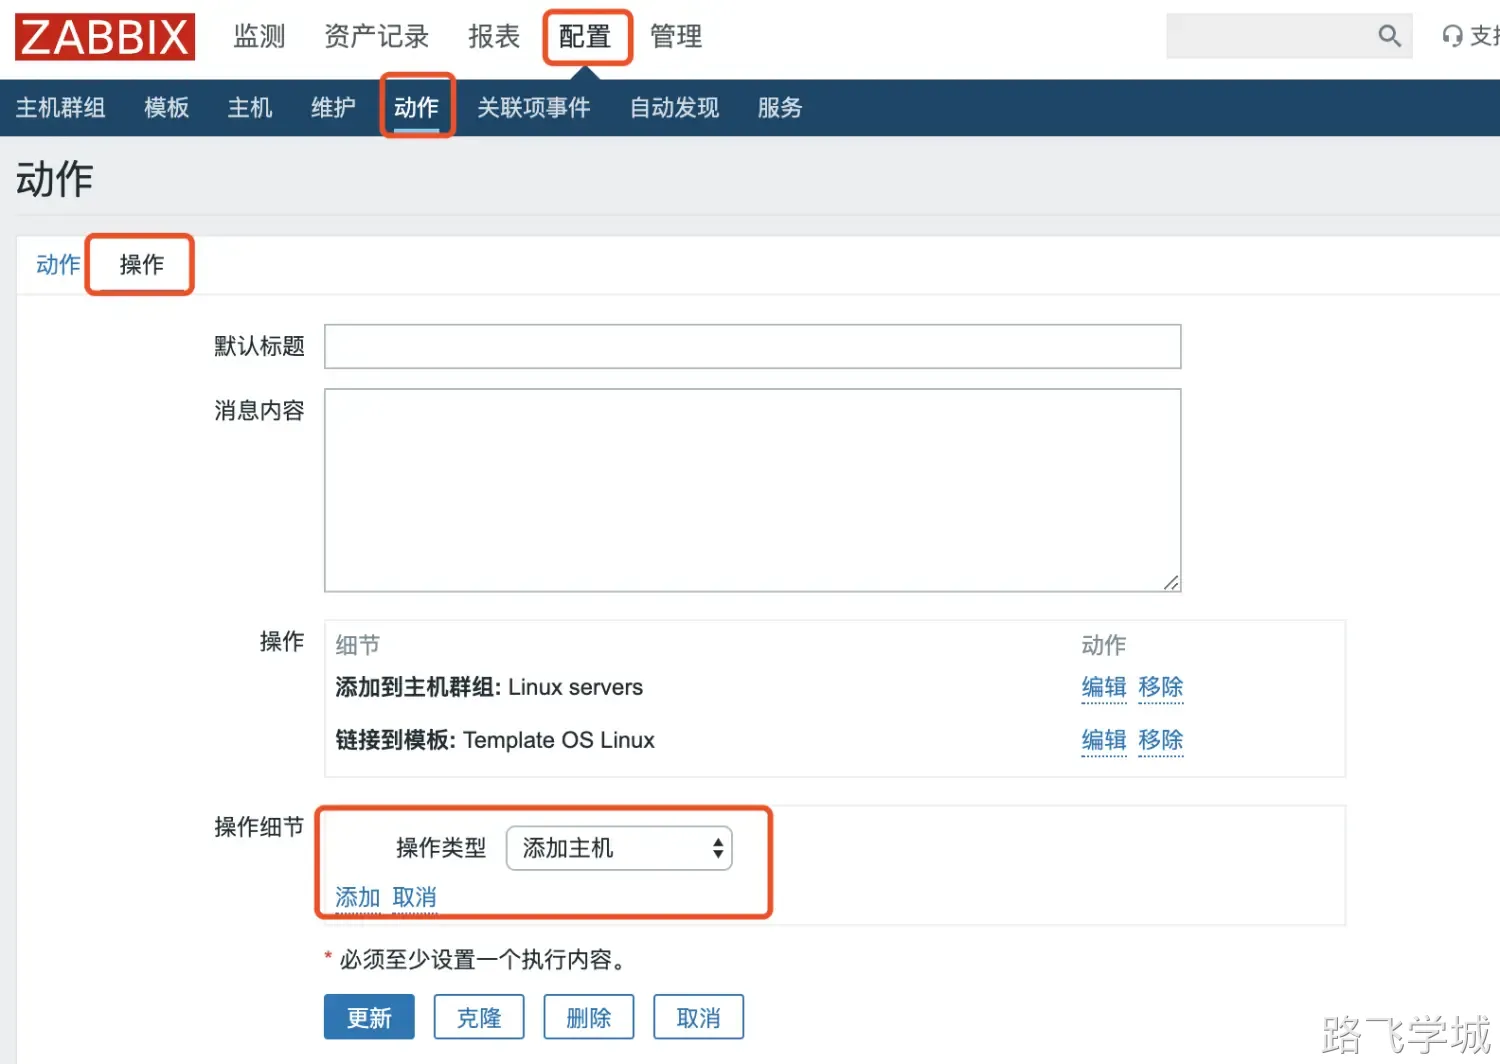 ZABBIX 监测 资产记录 报表 配置 管理 支持
主机群组 模板 主机 维护 动作 关联项事件 自动发现 服务
动作
动作 操作
默认标题
消息内容
操作 细节 动作
添加到主机群组: Linux servers 编辑 移除
链接到模板: Template OS Linux 编辑 移除
操作细节 操作类型 添加主机
添加 取消
* 必须至少设置一个执行内容。
更新 克隆 删除 取消
路飞学城